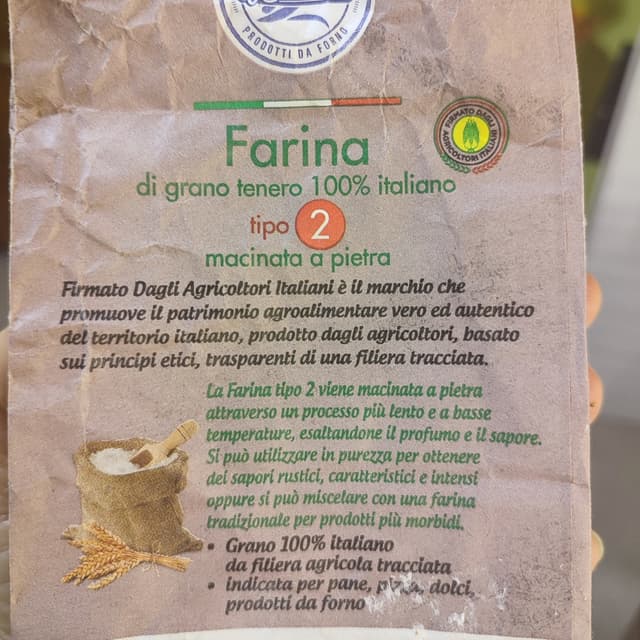 PRODOTTI DA FORNO
Farina
FIRMATO DAGLI AGRICOLTORI ITALIANI
di grano tenero 100% italiano
tipo 2
macinata a pietra
Firmato Dagli Agricoltori Italiani è il marchio che
promuove il patrimonio agroalimentare vero ed autentico
del territorio italiano, prodotto dagli agricoltori, basato
sui principi etici, trasparenti di una filiera tracciata.
La Farina tipo 2 viene macinata a pietra
attraverso un processo più lento e a basse
temperature, esaltandone il profumo e il sapore.
Si può utilizzare in purezza per ottenere
dei sapori rustici, caratteristici e intensi
oppure si può miscelare con una farina
tradizionale per prodotti più morbidi.
• Grano 100% italiano
da filiera agricola tracciata
• indicata per pane, pizza, dolci,
prodotti da forno